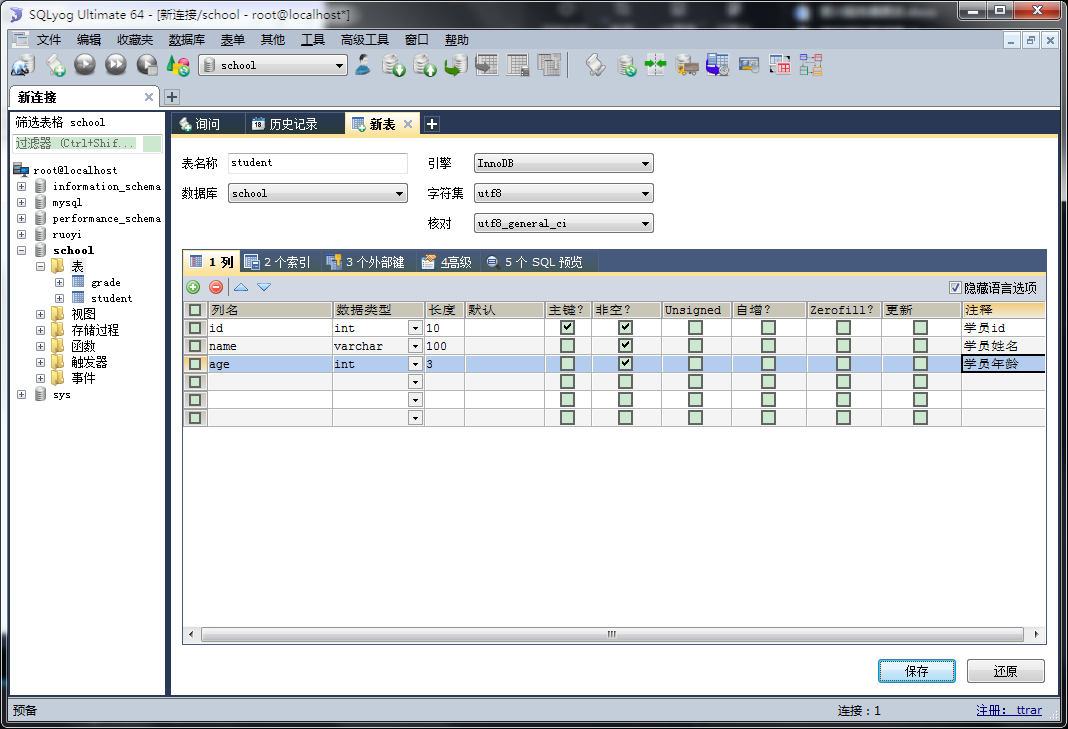 SQLyog Ultimate 64 - [新连接/school - root@localhost*]
文件 编辑 收藏夹 数据库 表单 其他 工具 高级工具 窗口 帮助
school
新连接
筛选表格 school
过滤器 (Ctrl+Shif...
root@localhost
information_schema
mysql
performance_schema
ruoyi
school
表
grade
student
视图
存储过程
函数
触发器
事件
sys
询问 历史记录 新表
表名称 student 引擎 InnoDB
数据库 school 字符集 utf8
核对 utf8_general_ci
1 列 2 个索引 3 个外部键 4高级 5 个 SQL 预览
隐藏语言选项
列名 数据类型 长度 默认 主键? 非空? Unsigned 自增? Zerofill? 更新 注释
id int 10 学员id
name varchar 100 学员姓名
age int 3 学员年龄
保存 还原
预备 连接：1 注册： ttrar